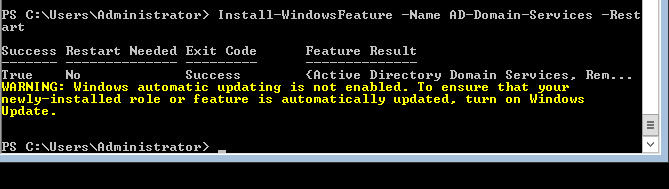 PS C:\Users\Administrator> Install-WindowsFeature -Name AD-Domain-Services -Rest
art
Success Restart Needed Exit Code Feature Result
------- -------------- --------- --------------
True No Success {Active Directory Domain Services, Rem...
WARNING: Windows automatic updating is not enabled. To ensure that your
newly-installed role or feature is automatically updated, turn on Windows
Update.
PS C:\Users\Administrator> _